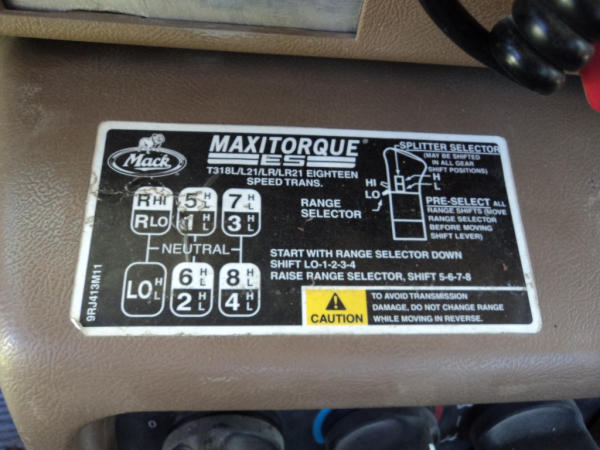 Mack
MAXITORQUE®
ES
T318L/L21/LR/LR21 EIGHTEEN
SPEED TRANS.
SPLITTER SELECTOR
(MAY BE SHIFTED
IN ALL GEAR
SHIFT POSITIONS)
HI
LO
H
L
RANGE
SELECTOR
PRE-SELECT ALL
RANGE SHIFTS (MOVE
RANGE SELECTOR
BEFORE MOVING
SHIFT LEVER)
R HI 5 H L 7 H L
R LO 1 H L 3 H L
NEUTRAL
LO H L 6 H L 8 H L
2 H L 4 H L
START WITH RANGE SELECTOR DOWN
SHIFT LO-1-2-3-4
RAISE RANGE SELECTOR, SHIFT 5-6-7-8
CAUTION
TO AVOID TRANSMISSION
DAMAGE, DO NOT CHANGE RANGE
WHILE MOVING IN REVERSE.
9RJ413M11